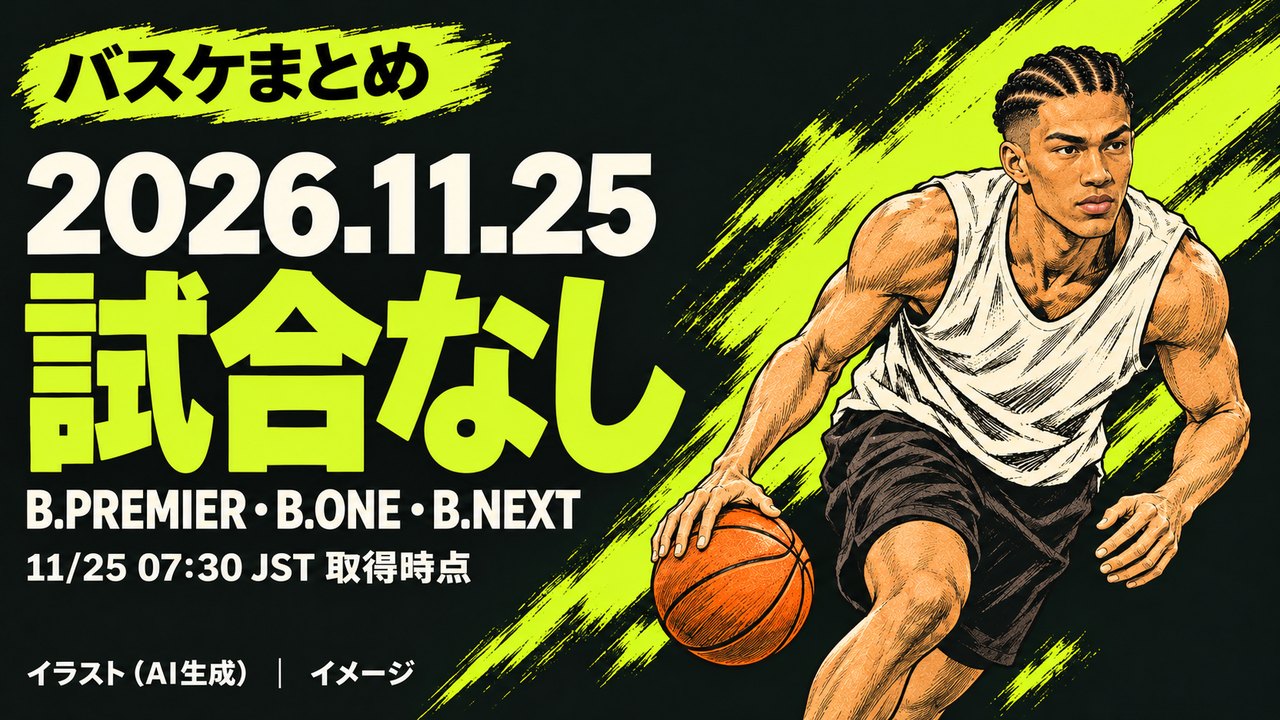 バスケまとめ
2026.11.25
試合なし
B.PREMIER・B.ONE・B.NEXT
11/25 07:30 JST 取得時点
イラスト(AI生成) | イメージ